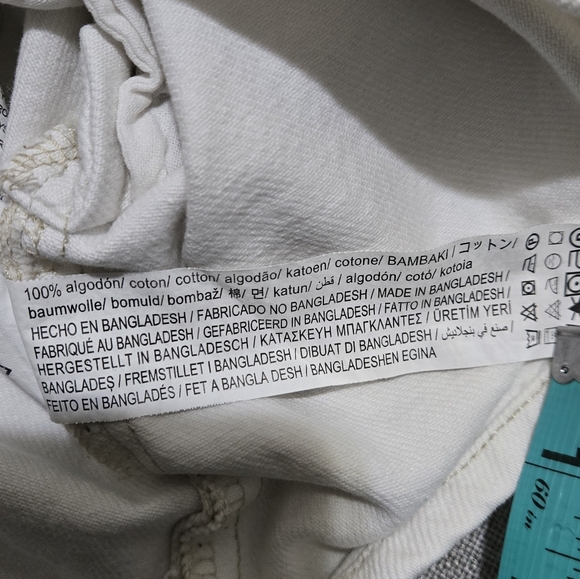 100% algodón/ coton/ cotton/ algodão/ katoen/ cotone/ BAMBAKI / コットン/
baumwolle/ bomuld/ bombaž/ 棉/ 면/ katun/ قطن / algodón/ cotó/ kotoia
HECHO EN BANGLADESH / FABRICADO NO BANGLADESH / MADE IN BANGLADESH /
FABRIQUÉ AU BANGLADESH / GEFABRICEERD IN BANGLADESH / FATTO IN BANGLADESH /
HERGESTELLT IN BANGLADESCH / ΚΑΤΑΣΚΕΥΗ ΜΠΑΓΚΛΑΝΤΕΣ / ÜRETİM YERİ
BANGLADEŞ / FREMSTILLET I BANGLADESH / DIBUAT DI BANGLADESH / صنع في بنجلاديش /
FEITO EN BANGLADÉS / FET A BANGLA DESH / BANGLADESHEN EGINA
60 in